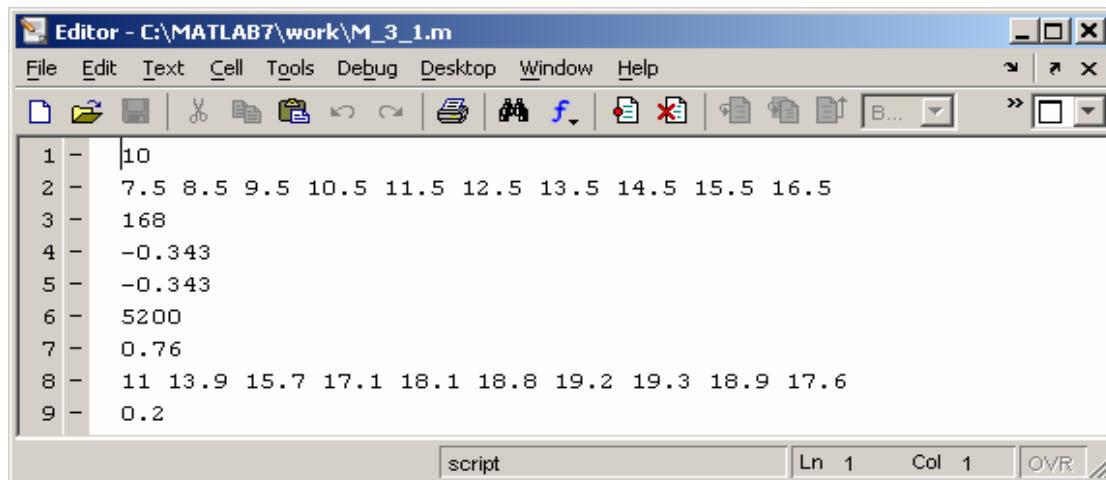 Editor - C:\MATLAB7\work\M_3_1.m
File Edit Text Cell Tools Debug Desktop Window Help
B...
1 - 10
2 - 7.5 8.5 9.5 10.5 11.5 12.5 13.5 14.5 15.5 16.5
3 - 168
4 - -0.343
5 - -0.343
6 - 5200
7 - 0.76
8 - 11 13.9 15.7 17.1 18.1 18.8 19.2 19.3 18.9 17.6
9 - 0.2
script Ln 1 Col 1 OVR